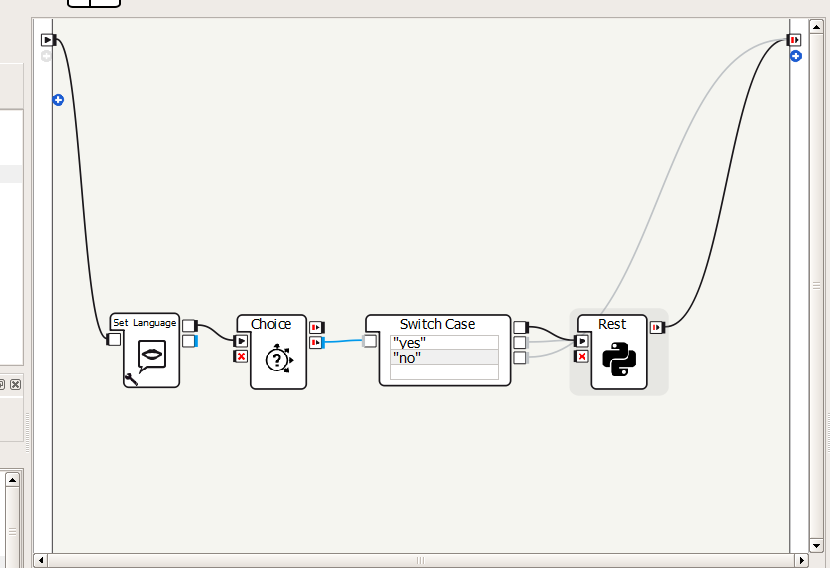 Set Language
Choice
Switch Case
Rest
"yes"
"no"
?